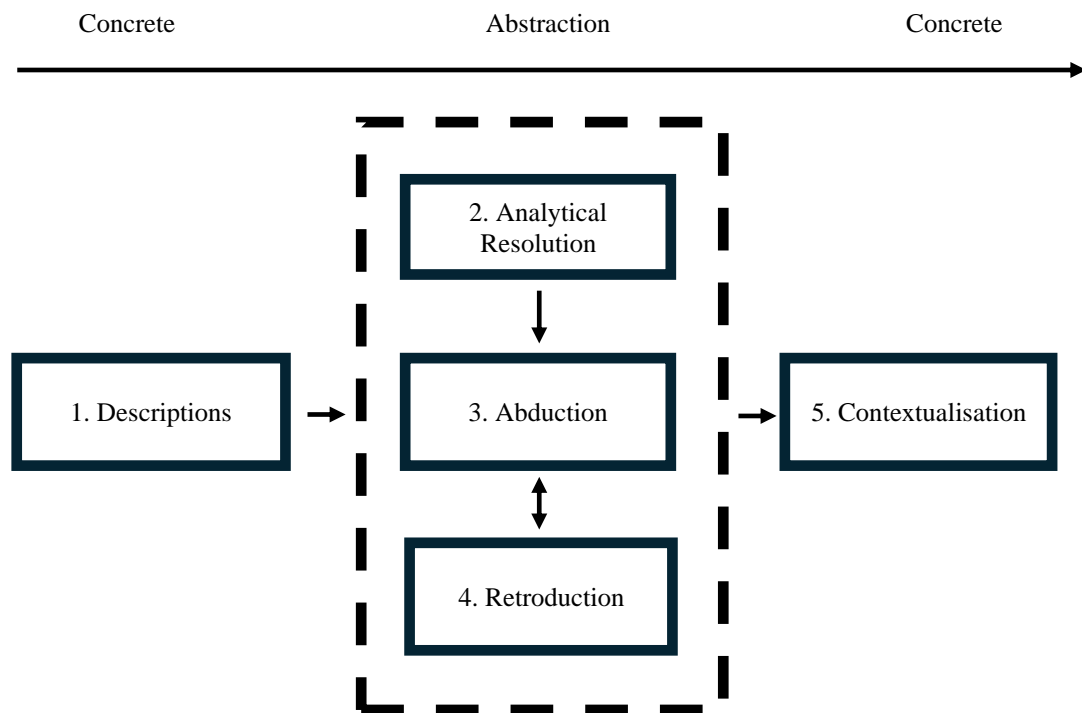 Concrete
Abstraction
Concrete
2. Analytical
Resolution
1. Descriptions
3. Abduction
5. Contextualisation
4. Retroduction